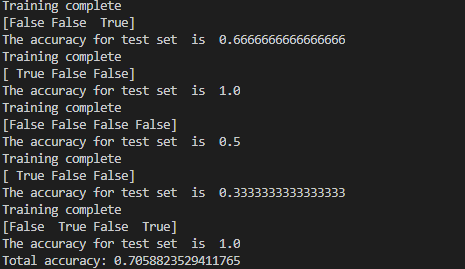 Training complete
[False False  True]
The accuracy for test set  is  0.6666666666666666
Training complete
[ True False False]
The accuracy for test set  is  1.0
Training complete
[False False False False]
The accuracy for test set  is  0.5
Training complete
[ True False False]
The accuracy for test set  is  0.3333333333333333
Training complete
[False  True False  True]
The accuracy for test set  is  1.0
Total accuracy: 0.7058823529411765